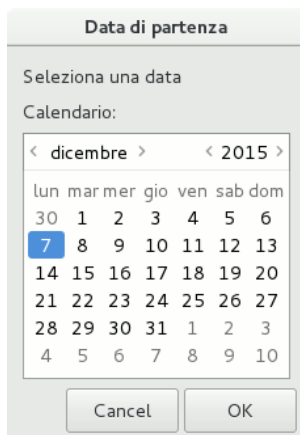 Data di partenza
Seleziona una data
Calendario:
< dicembre > < 2015 >
lun mar mer gio ven sab dom
30 1 2 3 4 5 6
7 8 9 10 11 12 13
14 15 16 17 18 19 20
21 22 23 24 25 26 27
28 29 30 31 1 2 3
4 5 6 7 8 9 10
Cancel OK